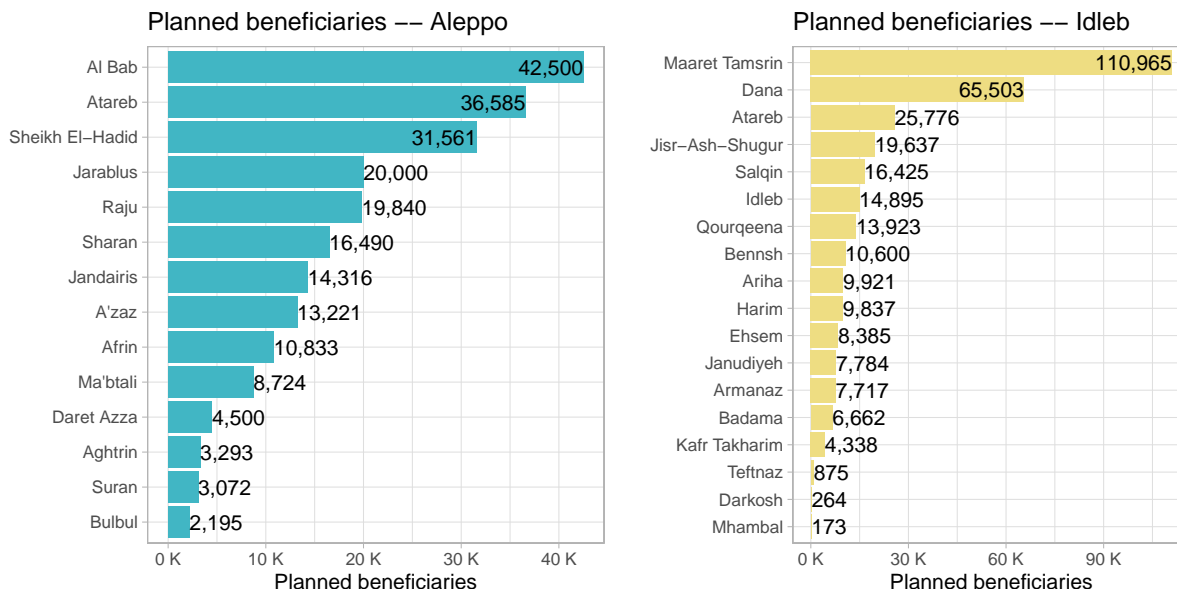 Planned beneficiaries −− Aleppo
Al Bab 42,500
Atareb 36,585
Sheikh El−Hadid 31,561
Jarablus 20,000
Raju 19,840
Sharan 16,490
Jandairis 14,316
A'zaz 13,221
Afrin 10,833
Ma'btali 8,724
Daret Azza 4,500
Aghtrin 3,293
Suran 3,072
Bulbul 2,195
0 K 10 K 20 K 30 K 40 K
Planned beneficiaries
Planned beneficiaries −− Idleb
Maaret Tamsrin 110,965
Dana 65,503
Atareb 25,776
Jisr−Ash−Shugur 19,637
Salqin 16,425
Idleb 14,895
Qourqeena 13,923
Bennsh 10,600
Ariha 9,921
Harim 9,837
Ehsem 8,385
Janudiyeh 7,784
Armanaz 7,717
Badama 6,662
Kafr Takharim 4,338
Teftnaz 875
Darkosh 264
Mhambal 173
0 K 30 K 60 K 90 K
Planned beneficiaries